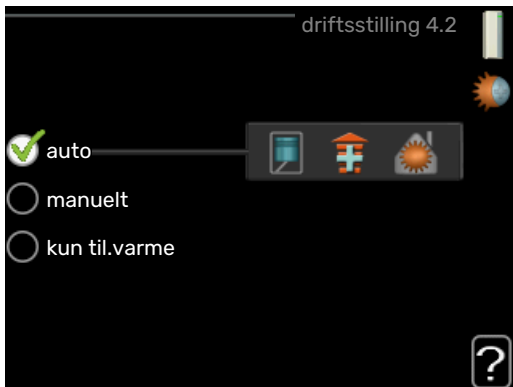 driftsstilling 4.2
auto
manuelt
kun til.varme
?